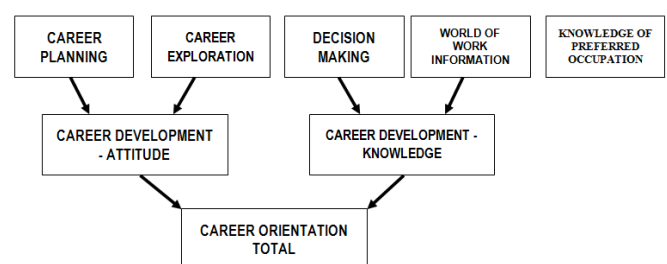 CAREER
PLANNING
CAREER
EXPLORATION
DECISION
MAKING
WORLD OF
WORK
INFORMATION
KNOWLEDGE OF
PREFERRED
OCCUPATION
CAREER DEVELOPMENT
- ATTITUDE
CAREER DEVELOPMENT -
KNOWLEDGE
CAREER ORIENTATION
TOTAL